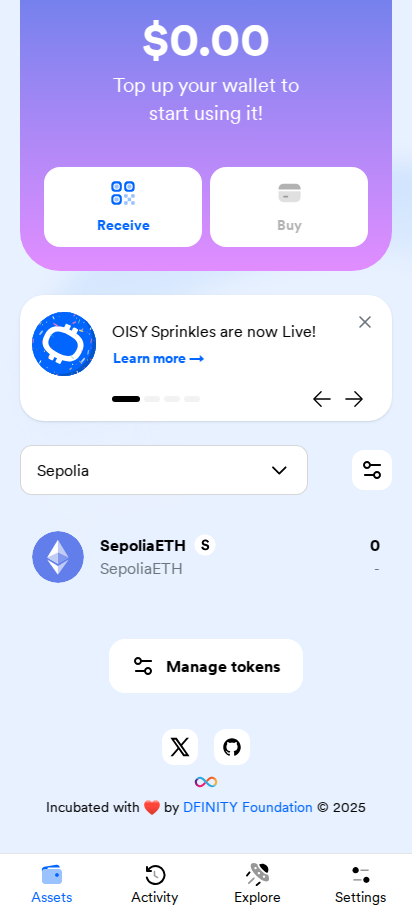 $0.00
Top up your wallet to
start using it!
Receive
Buy
OISY Sprinkles are now Live!
Learn more →
Sepolia
SepoliaETH S
0
SepoliaETH
-
Manage tokens
Incubated with ❤️ by DFINITY Foundation © 2025
Assets
Activity
Explore
Settings